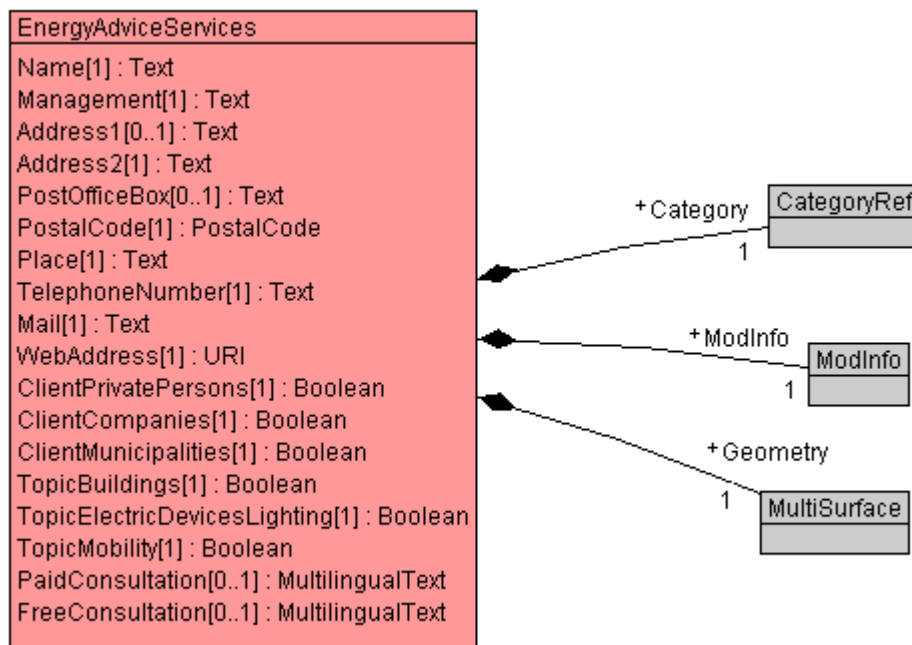 EnergyAdviceServices
Name[1] : Text
Management[1] : Text
Address1[0..1] : Text
Address2[1] : Text
PostOfficeBox[0..1] : Text
PostalCode[1] : PostalCode
Place[1] : Text
TelephoneNumber[1] : Text
Mail[1] : Text
WebAddress[1] : URI
ClientPrivatePersons[1] : Boolean
ClientCompanies[1] : Boolean
ClientMunicipalities[1] : Boolean
TopicBuildings[1] : Boolean
TopicElectricDevicesLighting[1] : Boolean
TopicMobility[1] : Boolean
PaidConsultation[0..1] : MultilingualText
FreeConsultation[0..1] : MultilingualText
+Category
1
CategoryRef
+ModInfo
1
ModInfo
+Geometry
1
MultiSurface